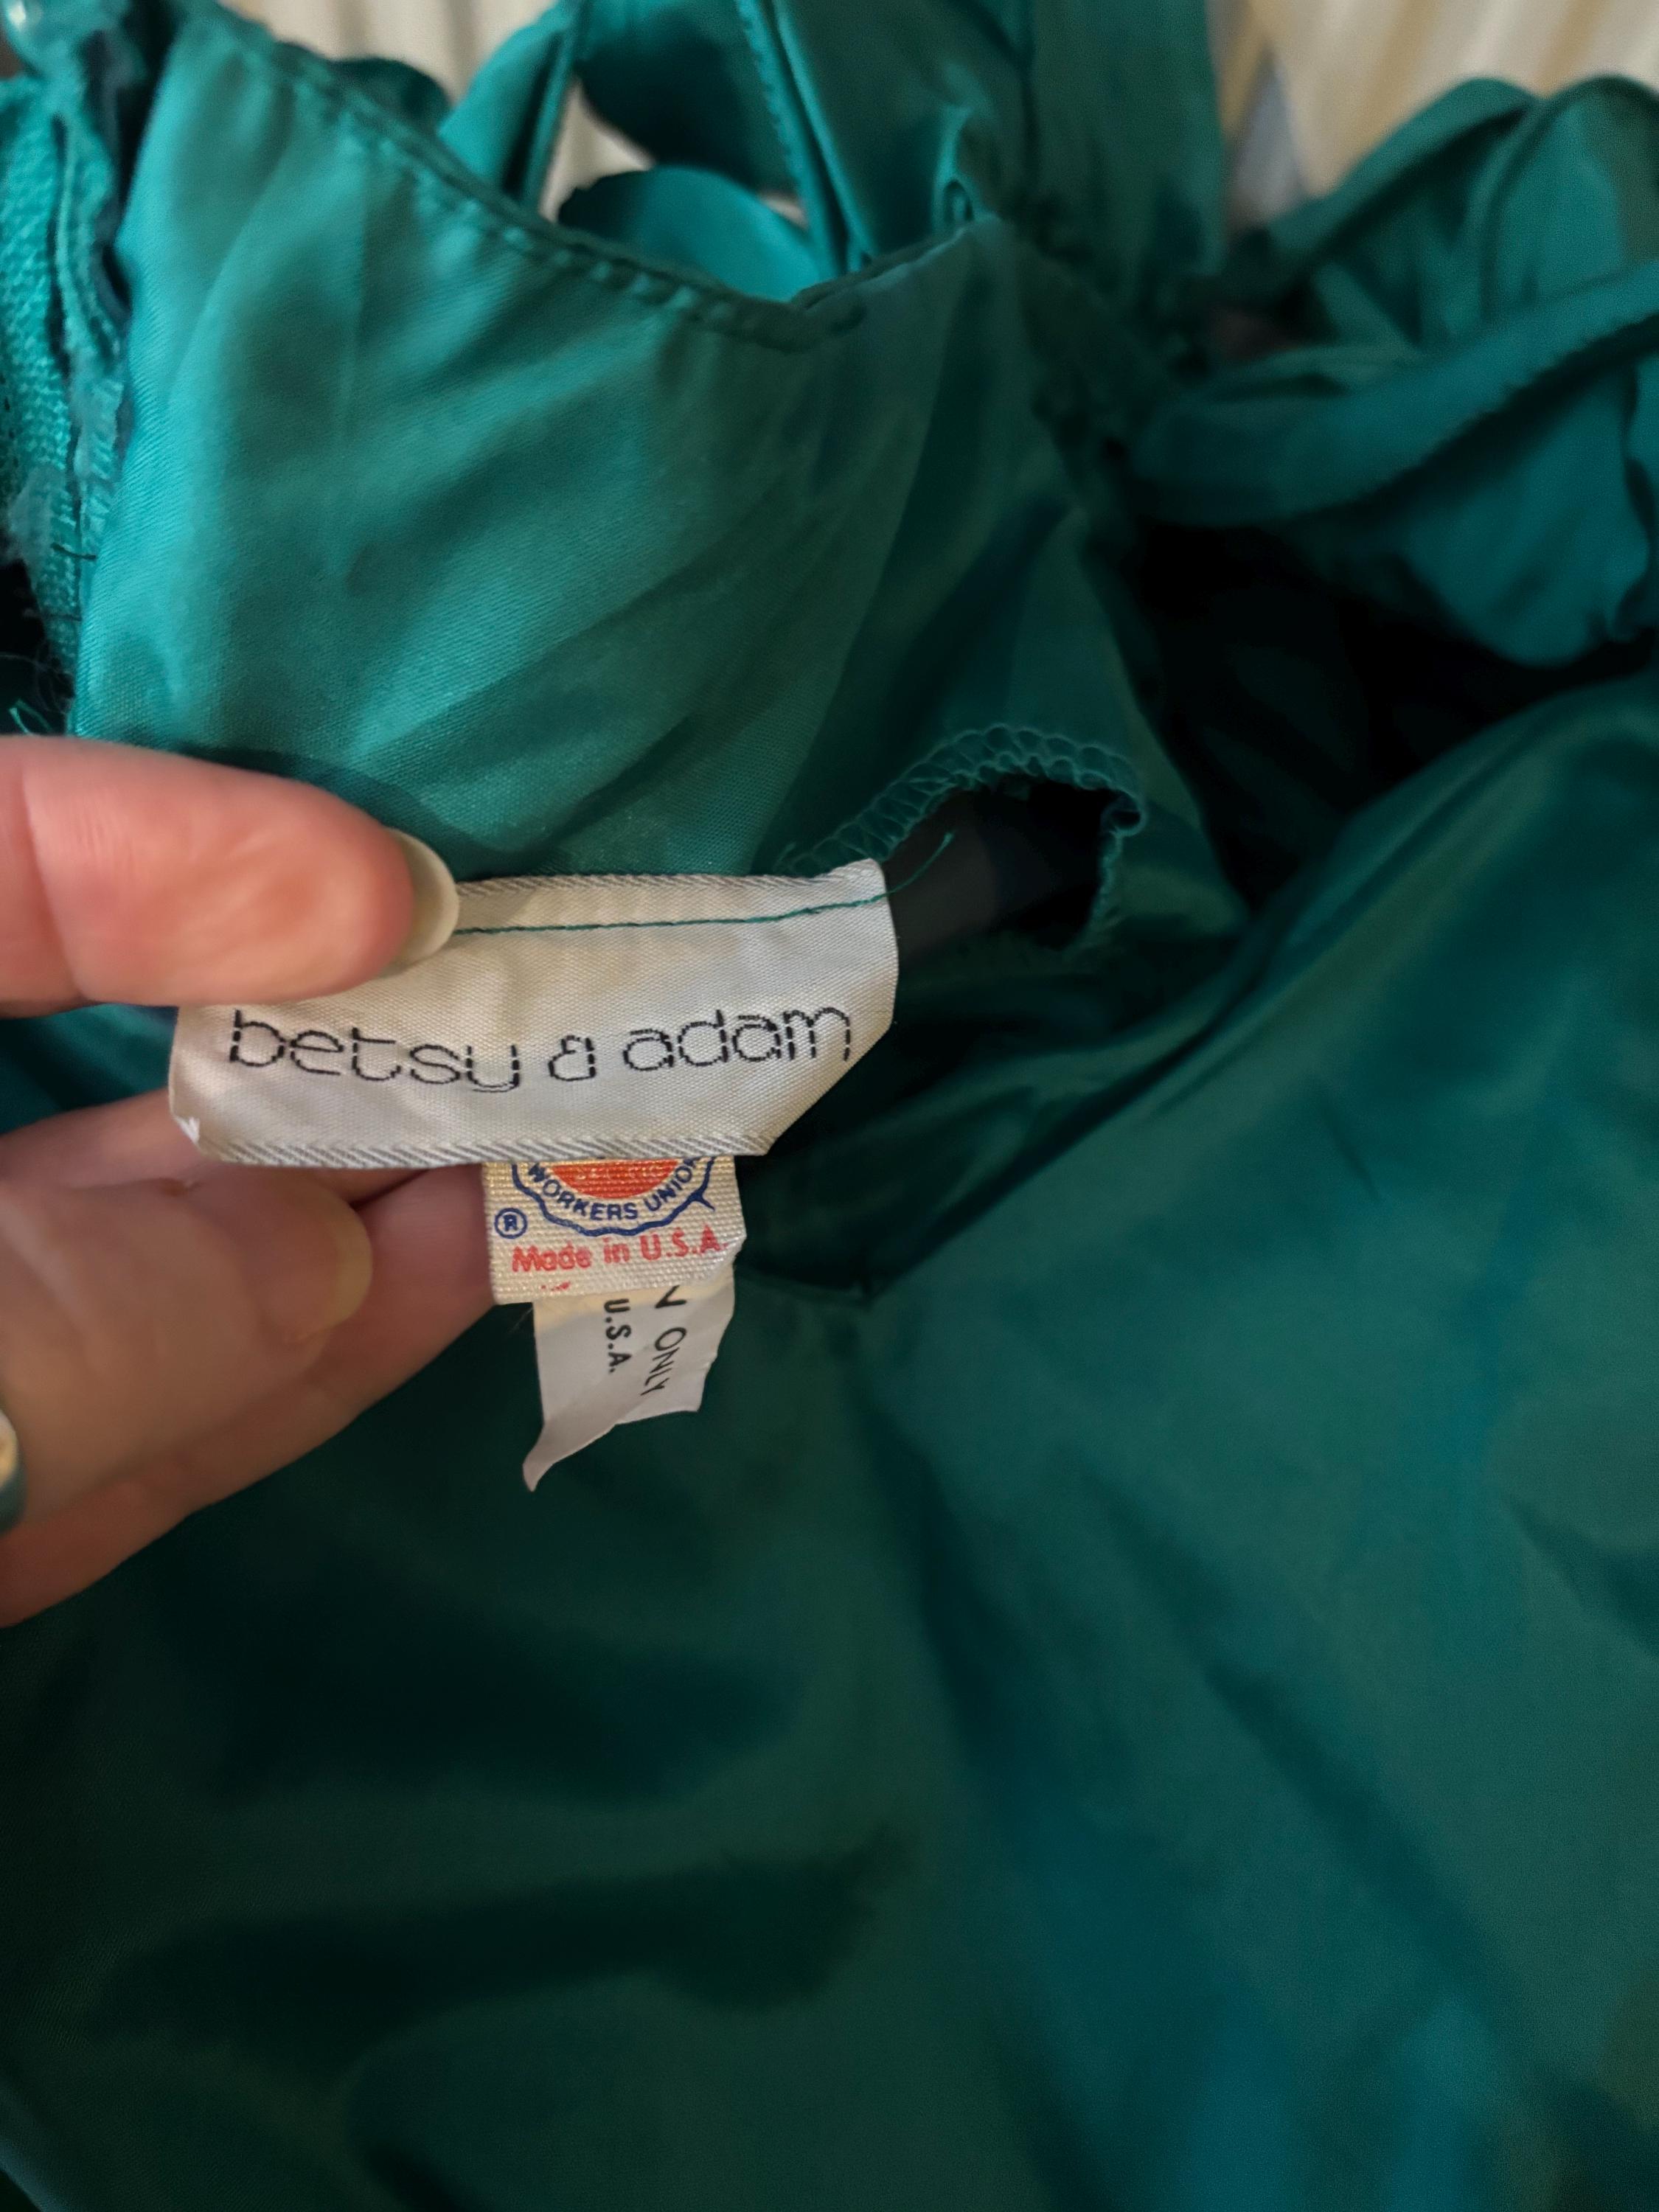 betsy & adam
WORKERS UNION
®
Made in U.S.A.
ONLY
U.S.A.